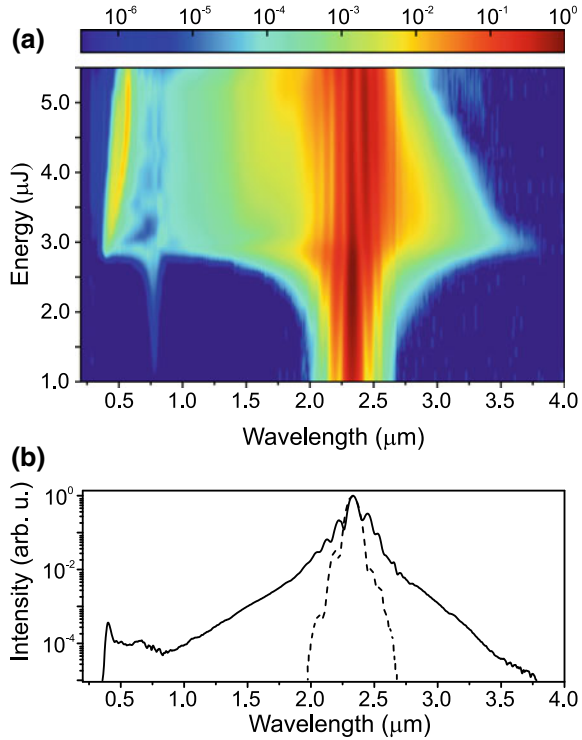 10⁻⁶ 10⁻⁵ 10⁻⁴ 10⁻³ 10⁻² 10⁻¹ 10⁰
(a)
Energy (μJ)
5.0
4.0
3.0
2.0
1.0
0.5 1.0 1.5 2.0 2.5 3.0 3.5 4.0
Wavelength (μm)
(b)
Intensity (arb. u.)
10⁰
10⁻²
10⁻⁴
0.5 1.0 1.5 2.0 2.5 3.0 3.5 4.0
Wavelength (μm)